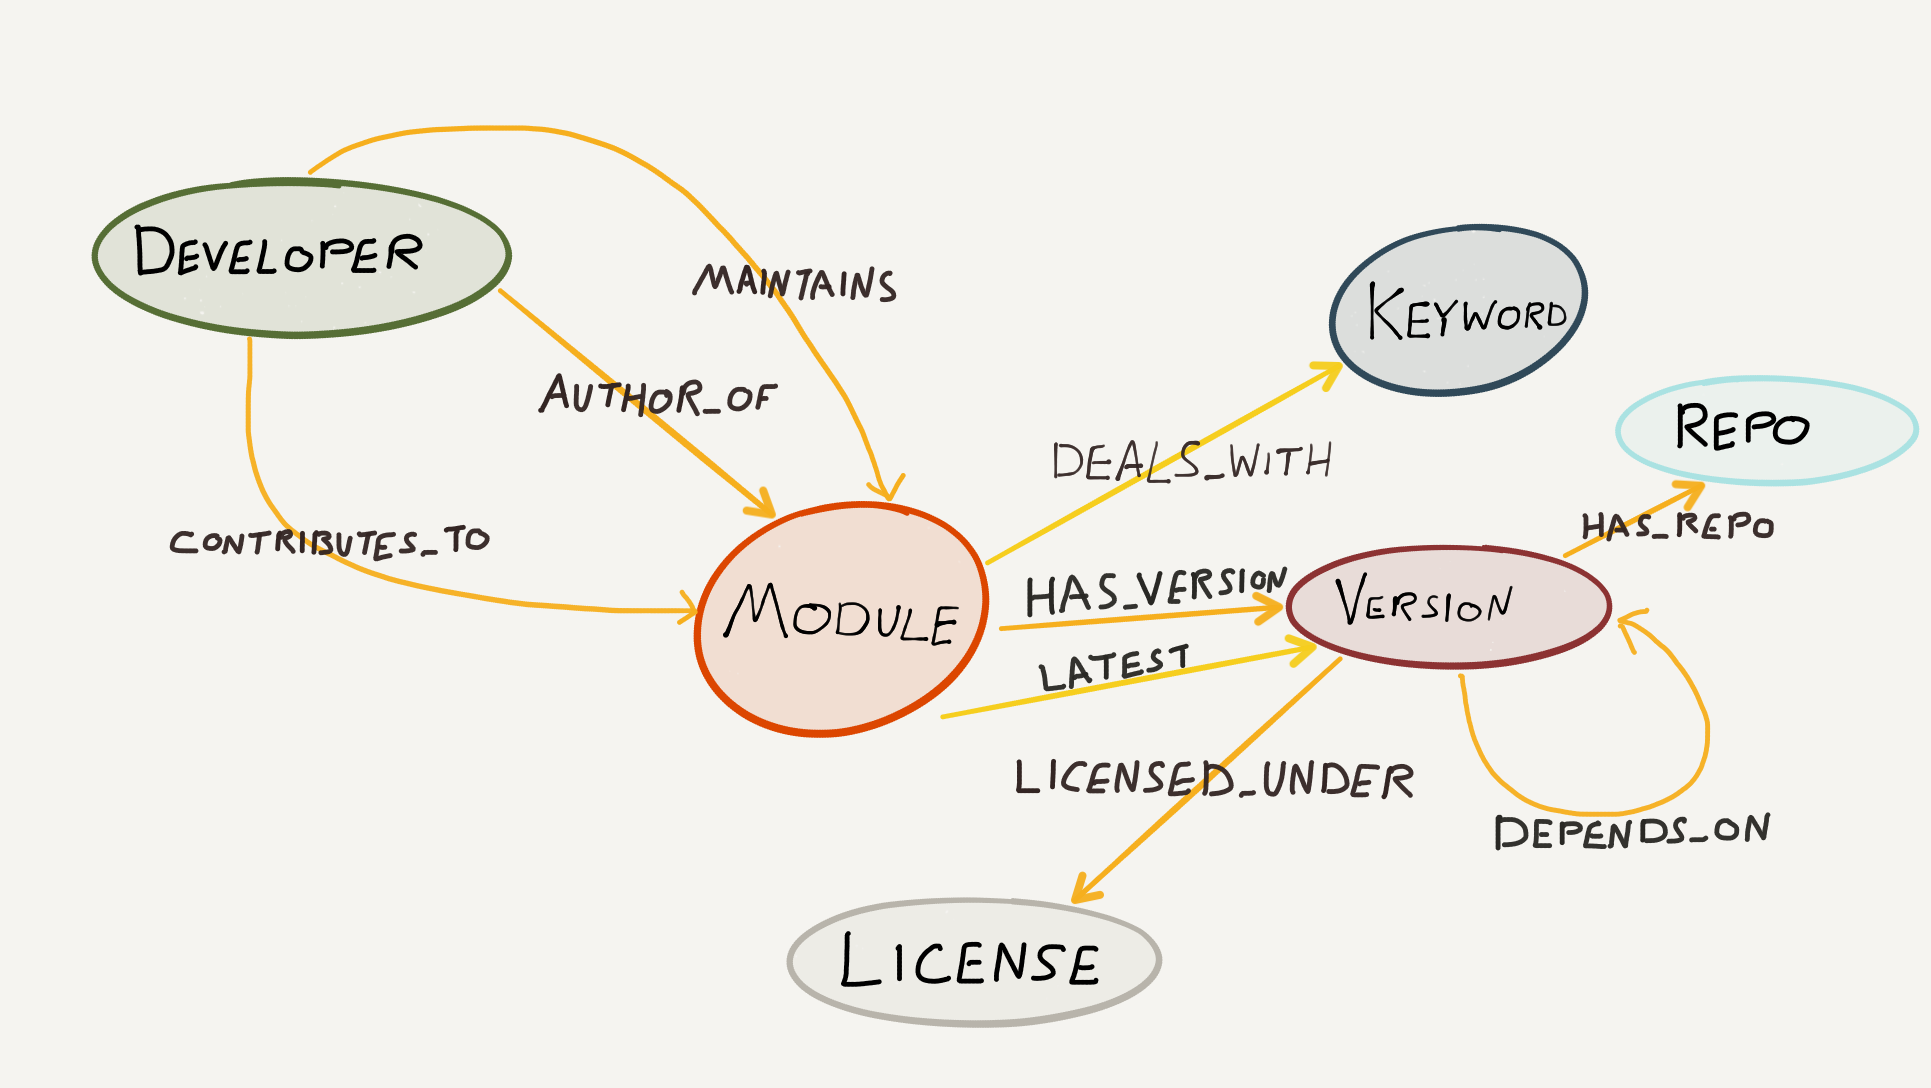 DEVELOPER
MAINTAINS
AUTHOR_OF
CONTRIBUTES_TO
MODULE
DEALS_WITH
KEYWORD
REPO
HAS_REPO
HAS_VERSION
VERSION
LATEST
LICENSED_UNDER
DEPENDS_ON
LICENSE